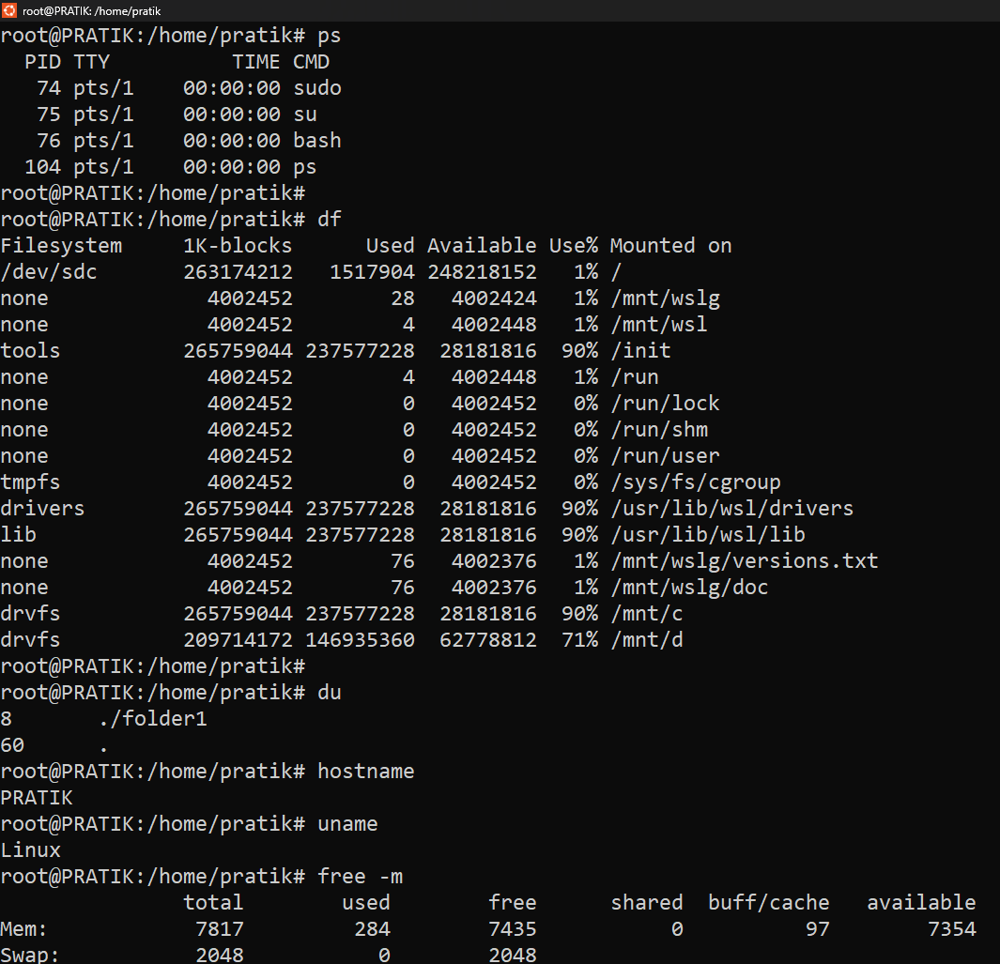 root@PRATIK: /home/pratik
root@PRATIK:/home/pratik# ps
  PID TTY          TIME CMD
   74 pts/1    00:00:00 sudo
   75 pts/1    00:00:00 su
   76 pts/1    00:00:00 bash
  104 pts/1    00:00:00 ps
root@PRATIK:/home/pratik#
root@PRATIK:/home/pratik# df
Filesystem     1K-blocks      Used Available Use% Mounted on
/dev/sdc       263174212   1517904 248218152   1% /
none             4002452        28   4002424   1% /mnt/wslg
none             4002452         4   4002448   1% /mnt/wsl
tools          265759044 237577228  28181816  90% /init
none             4002452         4   4002448   1% /run
none             4002452         0   4002452   0% /run/lock
none             4002452         0   4002452   0% /run/shm
none             4002452         0   4002452   0% /run/user
tmpfs            4002452         0   4002452   0% /sys/fs/cgroup
drivers        265759044 237577228  28181816  90% /usr/lib/wsl/drivers
lib            265759044 237577228  28181816  90% /usr/lib/wsl/lib
none             4002452        76   4002376   1% /mnt/wslg/versions.txt
none             4002452        76   4002376   1% /mnt/wslg/doc
drvfs          265759044 237577228  28181816  90% /mnt/c
drvfs          209714172 146935360  62778812  71% /mnt/d
root@PRATIK:/home/pratik#
root@PRATIK:/home/pratik# du
8       ./folder1
60      .
root@PRATIK:/home/pratik# hostname
PRATIK
root@PRATIK:/home/pratik# uname
Linux
root@PRATIK:/home/pratik# free -m
               total        used        free      shared  buff/cache   available
Mem:            7817         284        7435           0          97        7354
Swap:           2048           0        2048